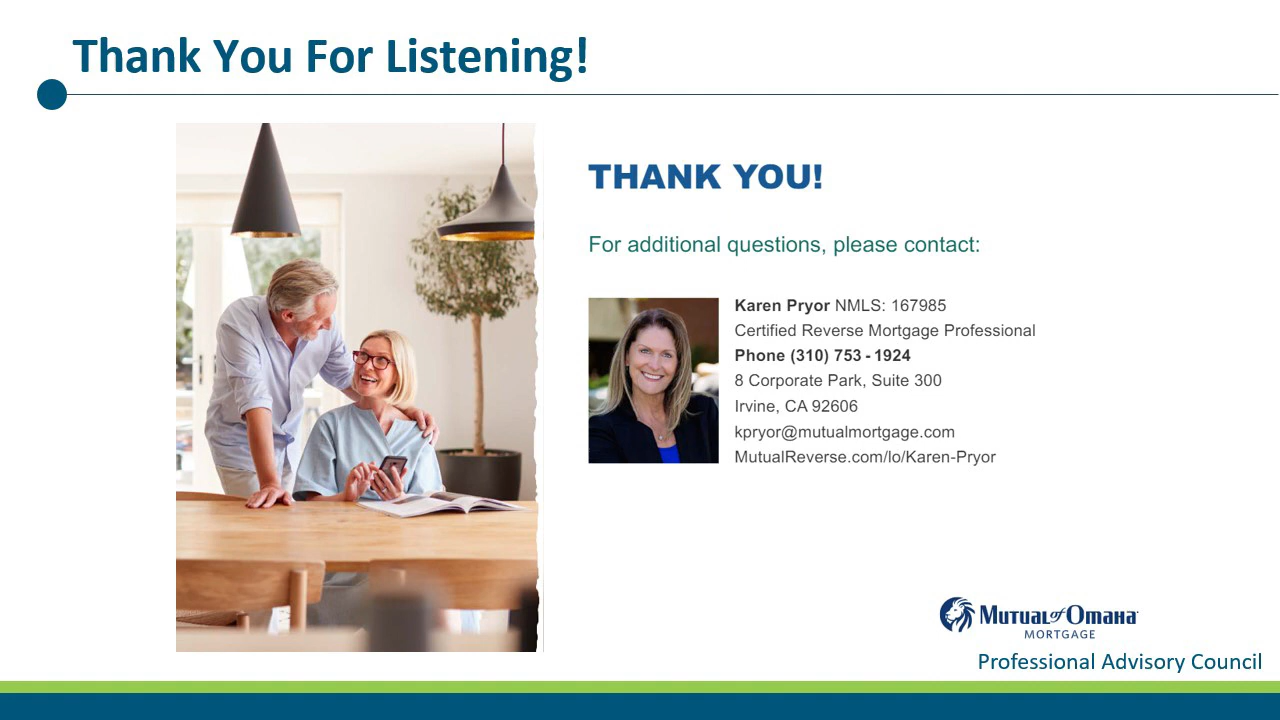 Thank You For Listening!
THANK YOU!
For additional questions, please contact:
Karen Pryor NMLS: 167985
Certified Reverse Mortgage Professional
Phone (310) 753 - 1924
8 Corporate Park, Suite 300
Irvine, CA 92606
kpryor@mutualmortgage.com
MutualReverse.com/lo/Karen-Pryor
Mutual of Omaha
MORTGAGE
Professional Advisory Council